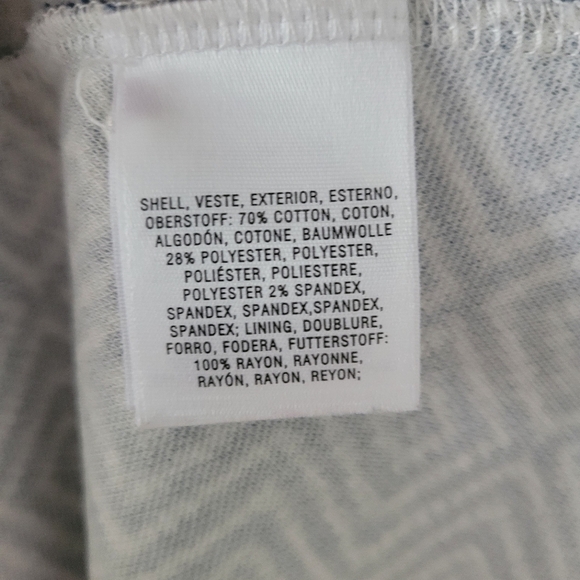 SHELL, VESTE, EXTERIOR, ESTERNO,
OBERSTOFF: 70% COTTON, COTON,
ALGODÓN, COTONE, BAUMWOLLE
28% POLYESTER, POLYESTER,
POLIÉSTER, POLIESTERE,
POLYESTER 2% SPANDEX,
SPANDEX, SPANDEX,SPANDEX,
SPANDEX; LINING, DOUBLURE,
FORRO, FODERA, FUTTERSTOFF:
100% RAYON, RAYONNE,
RAYÓN, RAYON, REYON;